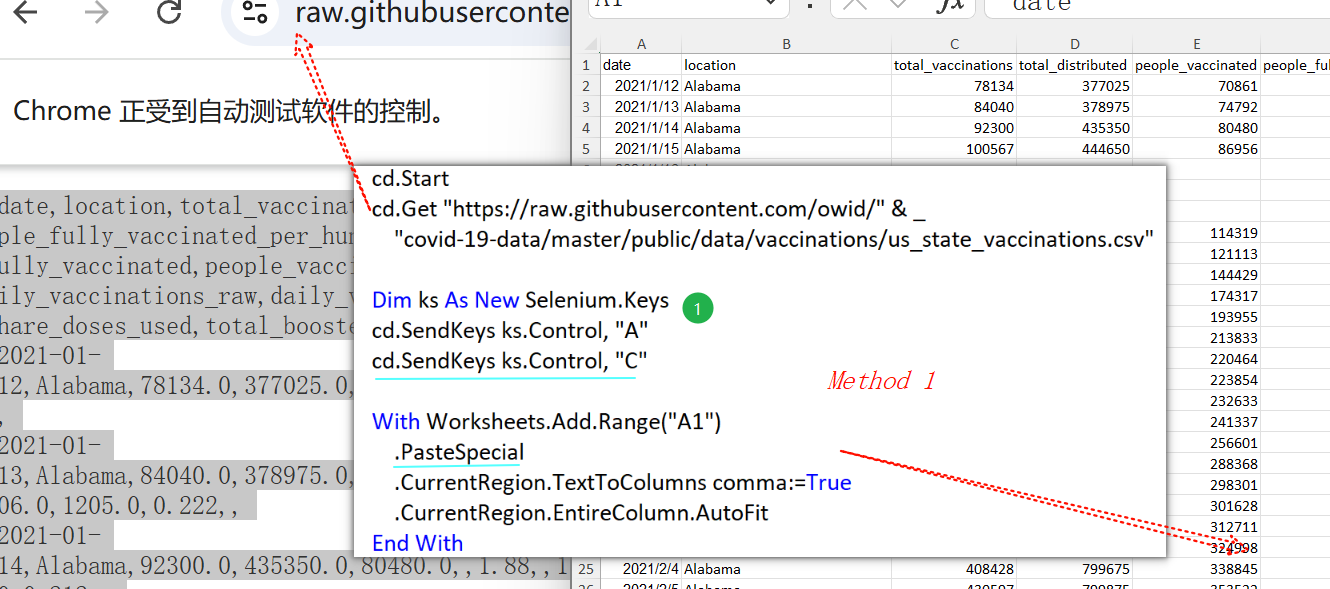 raw.githubuserconte
Chrome 正受到自动测试软件的控制。
date,location,total_vaccinat
ple_fully_vaccinated_per_hun
ully_vaccinated,people_vacci
ily_vaccinations_raw,daily_v
hare_doses_used,total_booste
2021-01-
12,Alabama,78134.0,377025.0,
,
2021-01-
13,Alabama,84040.0,378975.0,
06.0,1205.0,0.222,,
2021-01-
14,Alabama,92300.0,435350.0,80480.0,,1.88,,1
cd.Start
cd.Get "https://raw.githubusercontent.com/owid/" & _
"covid-19-data/master/public/data/vaccinations/us_state_vaccinations.csv"
Dim ks As New Selenium.Keys
1
cd.SendKeys ks.Control, "A"
cd.SendKeys ks.Control, "C"
Method 1
With Worksheets.Add.Range("A1")
.PasteSpecial
.CurrentRegion.TextToColumns comma:=True
.CurrentRegion.EntireColumn.AutoFit
End With
A1 fx date
A B C D E
1 date location total_vaccinations total_distributed people_vaccinated people_ful
2 2021/1/12 Alabama 78134 377025 70861
3 2021/1/13 Alabama 84040 378975 74792
4 2021/1/14 Alabama 92300 435350 80480
5 2021/1/15 Alabama 100567 444650 86956
114319
121113
144429
174317
193955
213833
220464
223854
232633
241337
256601
288368
298301
301628
312711
324998
25 2021/2/4 Alabama 408428 799675 338845